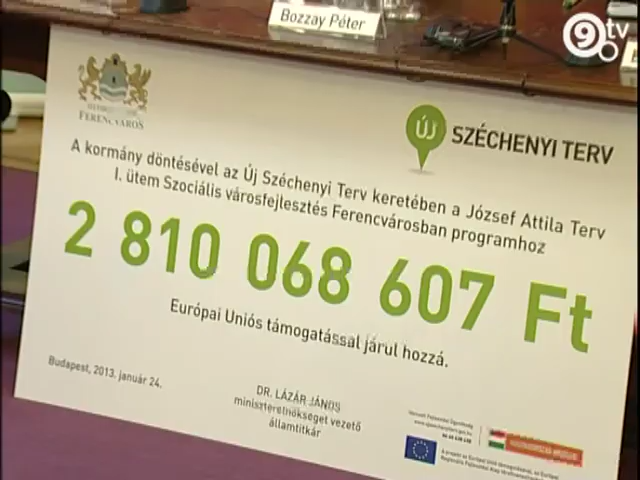 Bozzay Péter
9 tv
FERENCVÁROS
ÚJ
SZÉCHENYI TERV
A kormány döntésével az Új Széchenyi Terv keretében a József Attila Terv
I. ütem Szociális városfejlesztés Ferencvárosban programhoz
2 810 068 607 Ft
Európai Uniós támogatással járul hozzá.
Budapest, 2013. január 24.
DR. LÁZÁR JÁNOS
miniszterelnökséget vezető
államtitkár